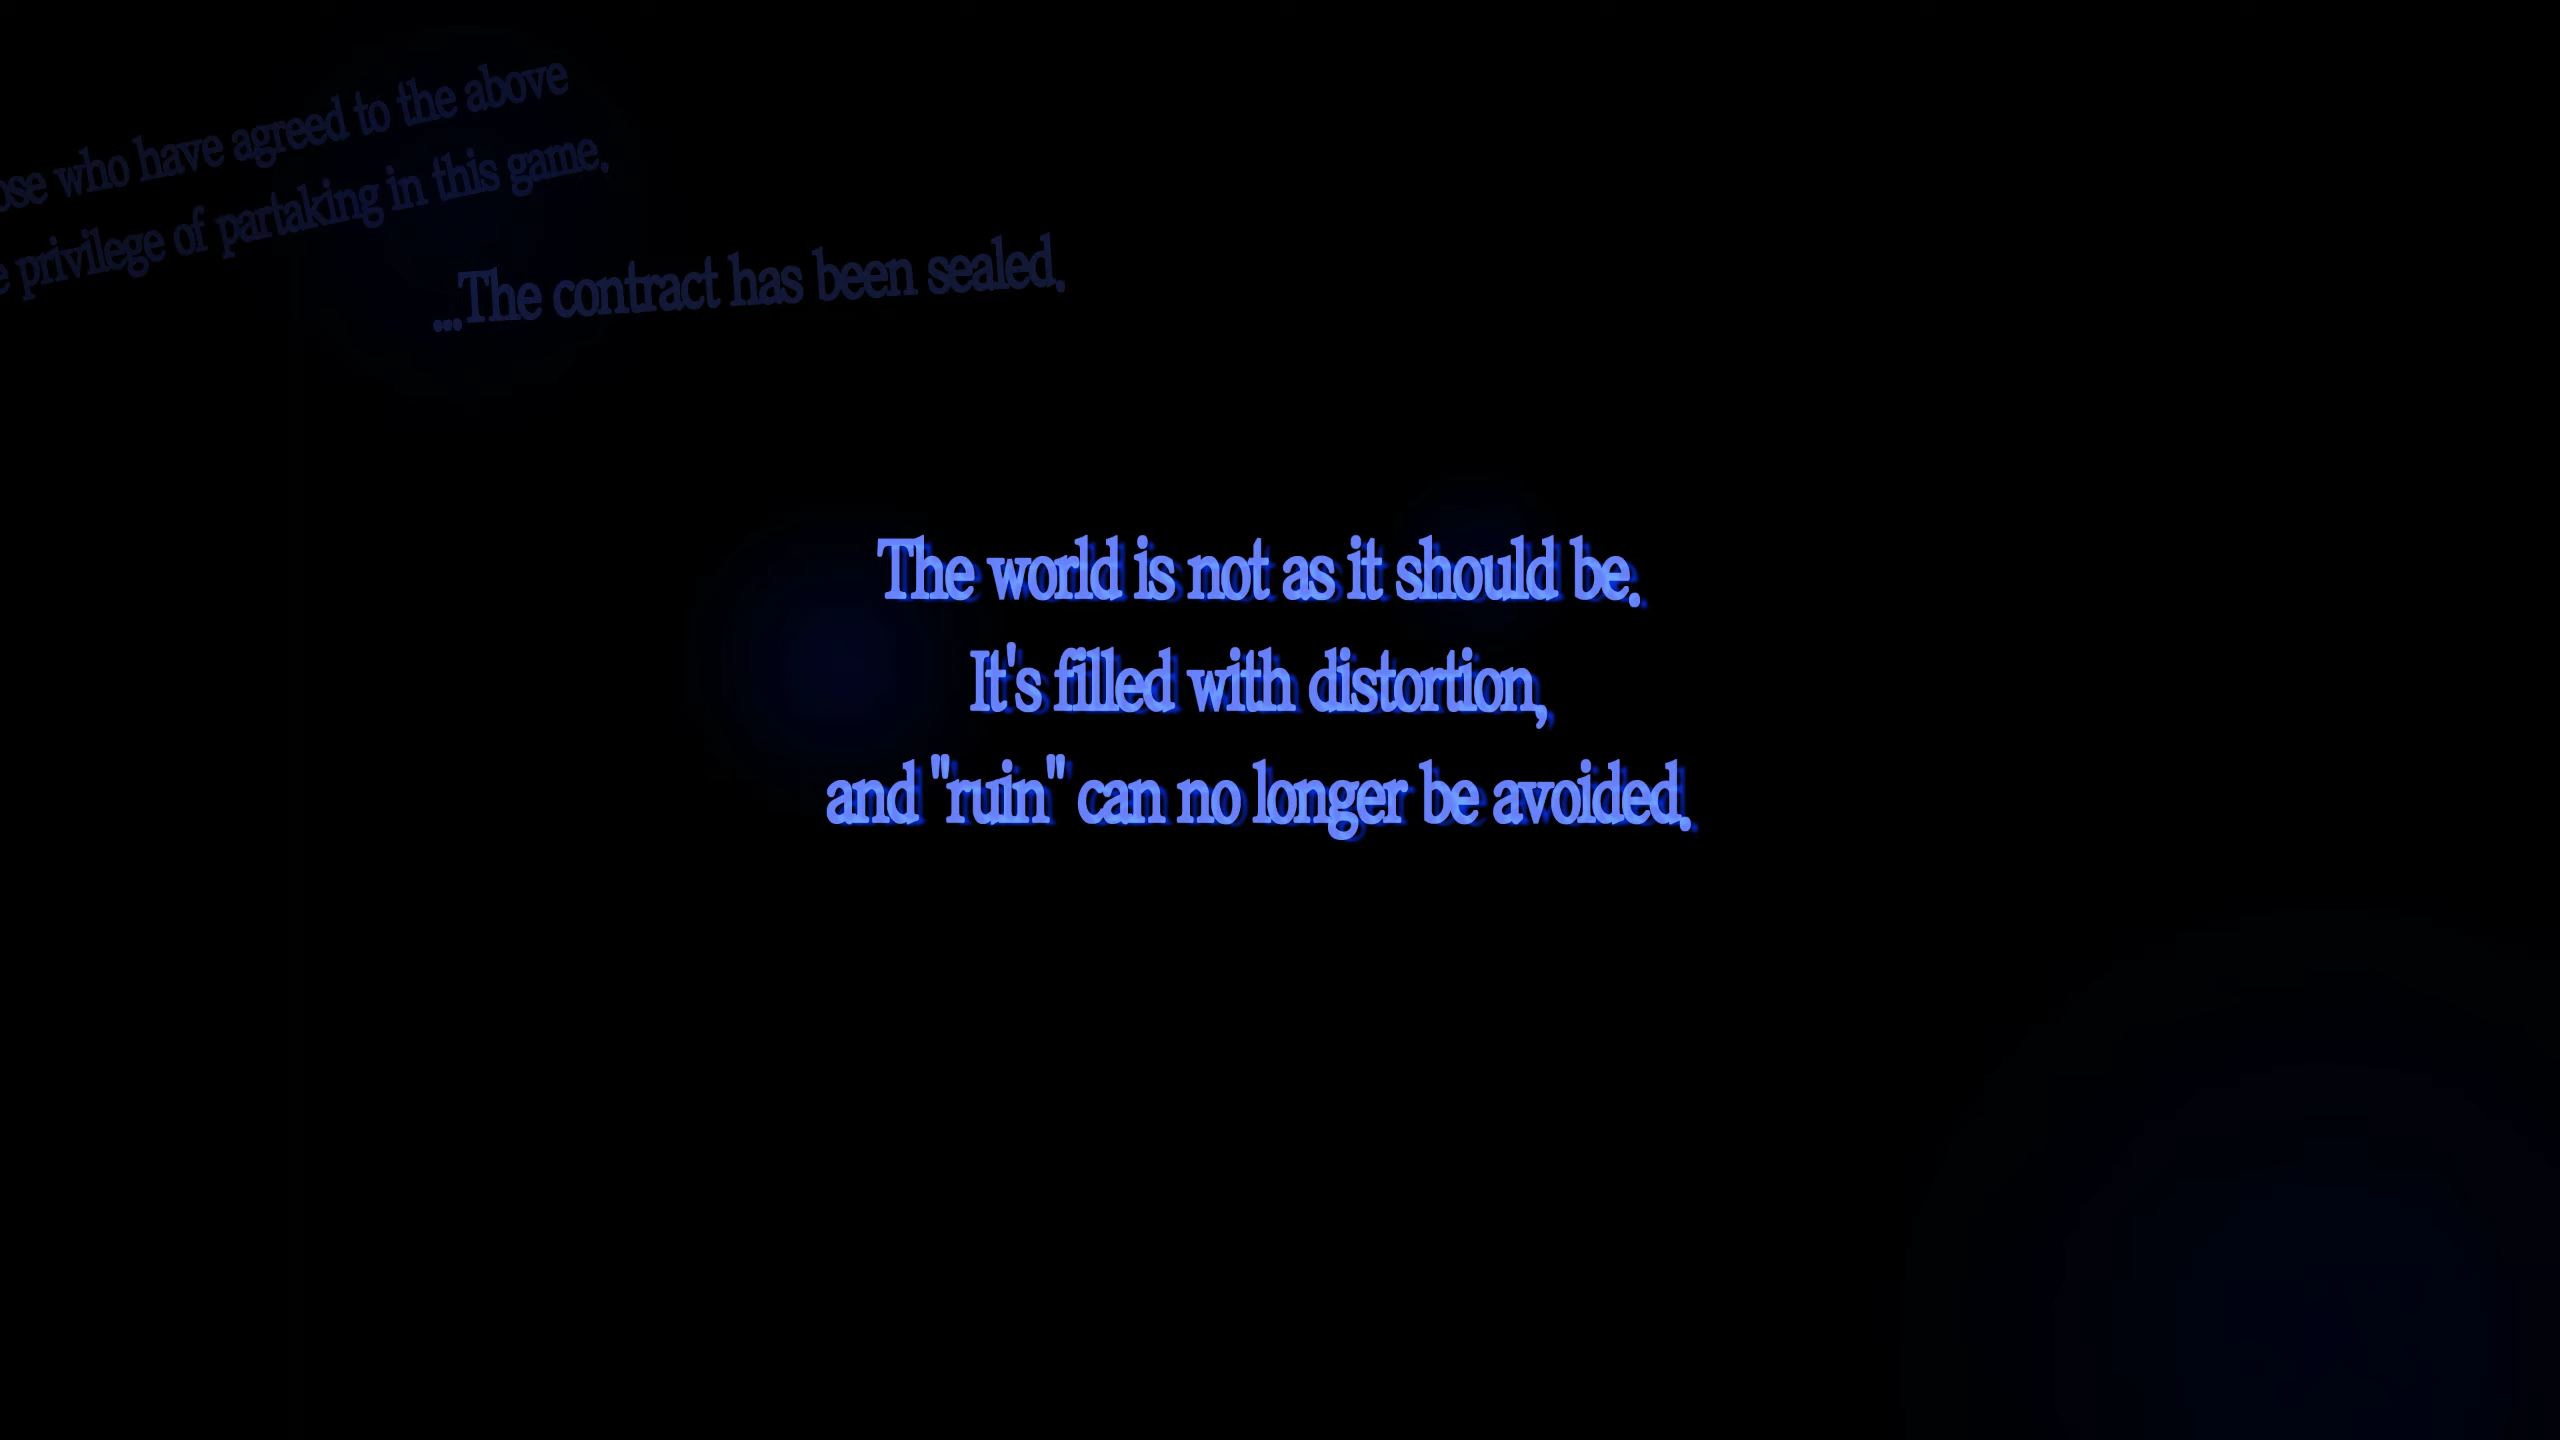 who have agreed to the above
privilege of partaking in this game.
...The contract has been sealed.
The world is not as it should be.
It's filled with distortion,
and "ruin" can no longer be avoided.